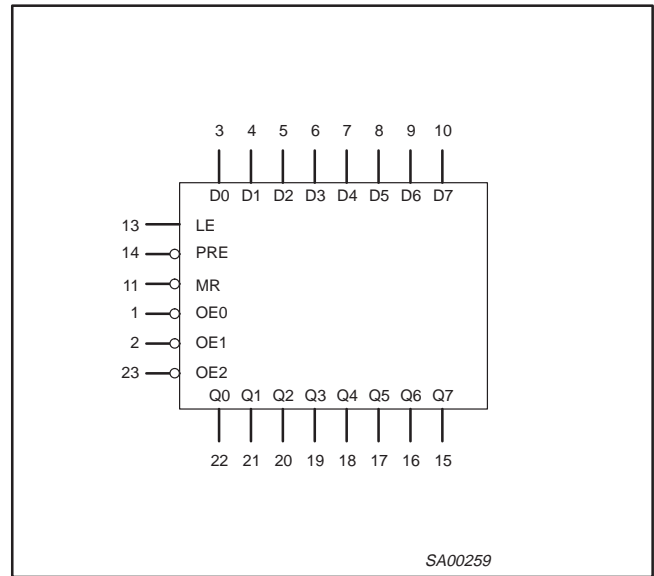 3 4 5 6 7 8 9 10
D0 D1 D2 D3 D4 D5 D6 D7
13 LE
14 PRE
11 MR
1 OE0
2 OE1
23 OE2
Q0 Q1 Q2 Q3 Q4 Q5 Q6 Q7
22 21 20 19 18 17 16 15
SA00259